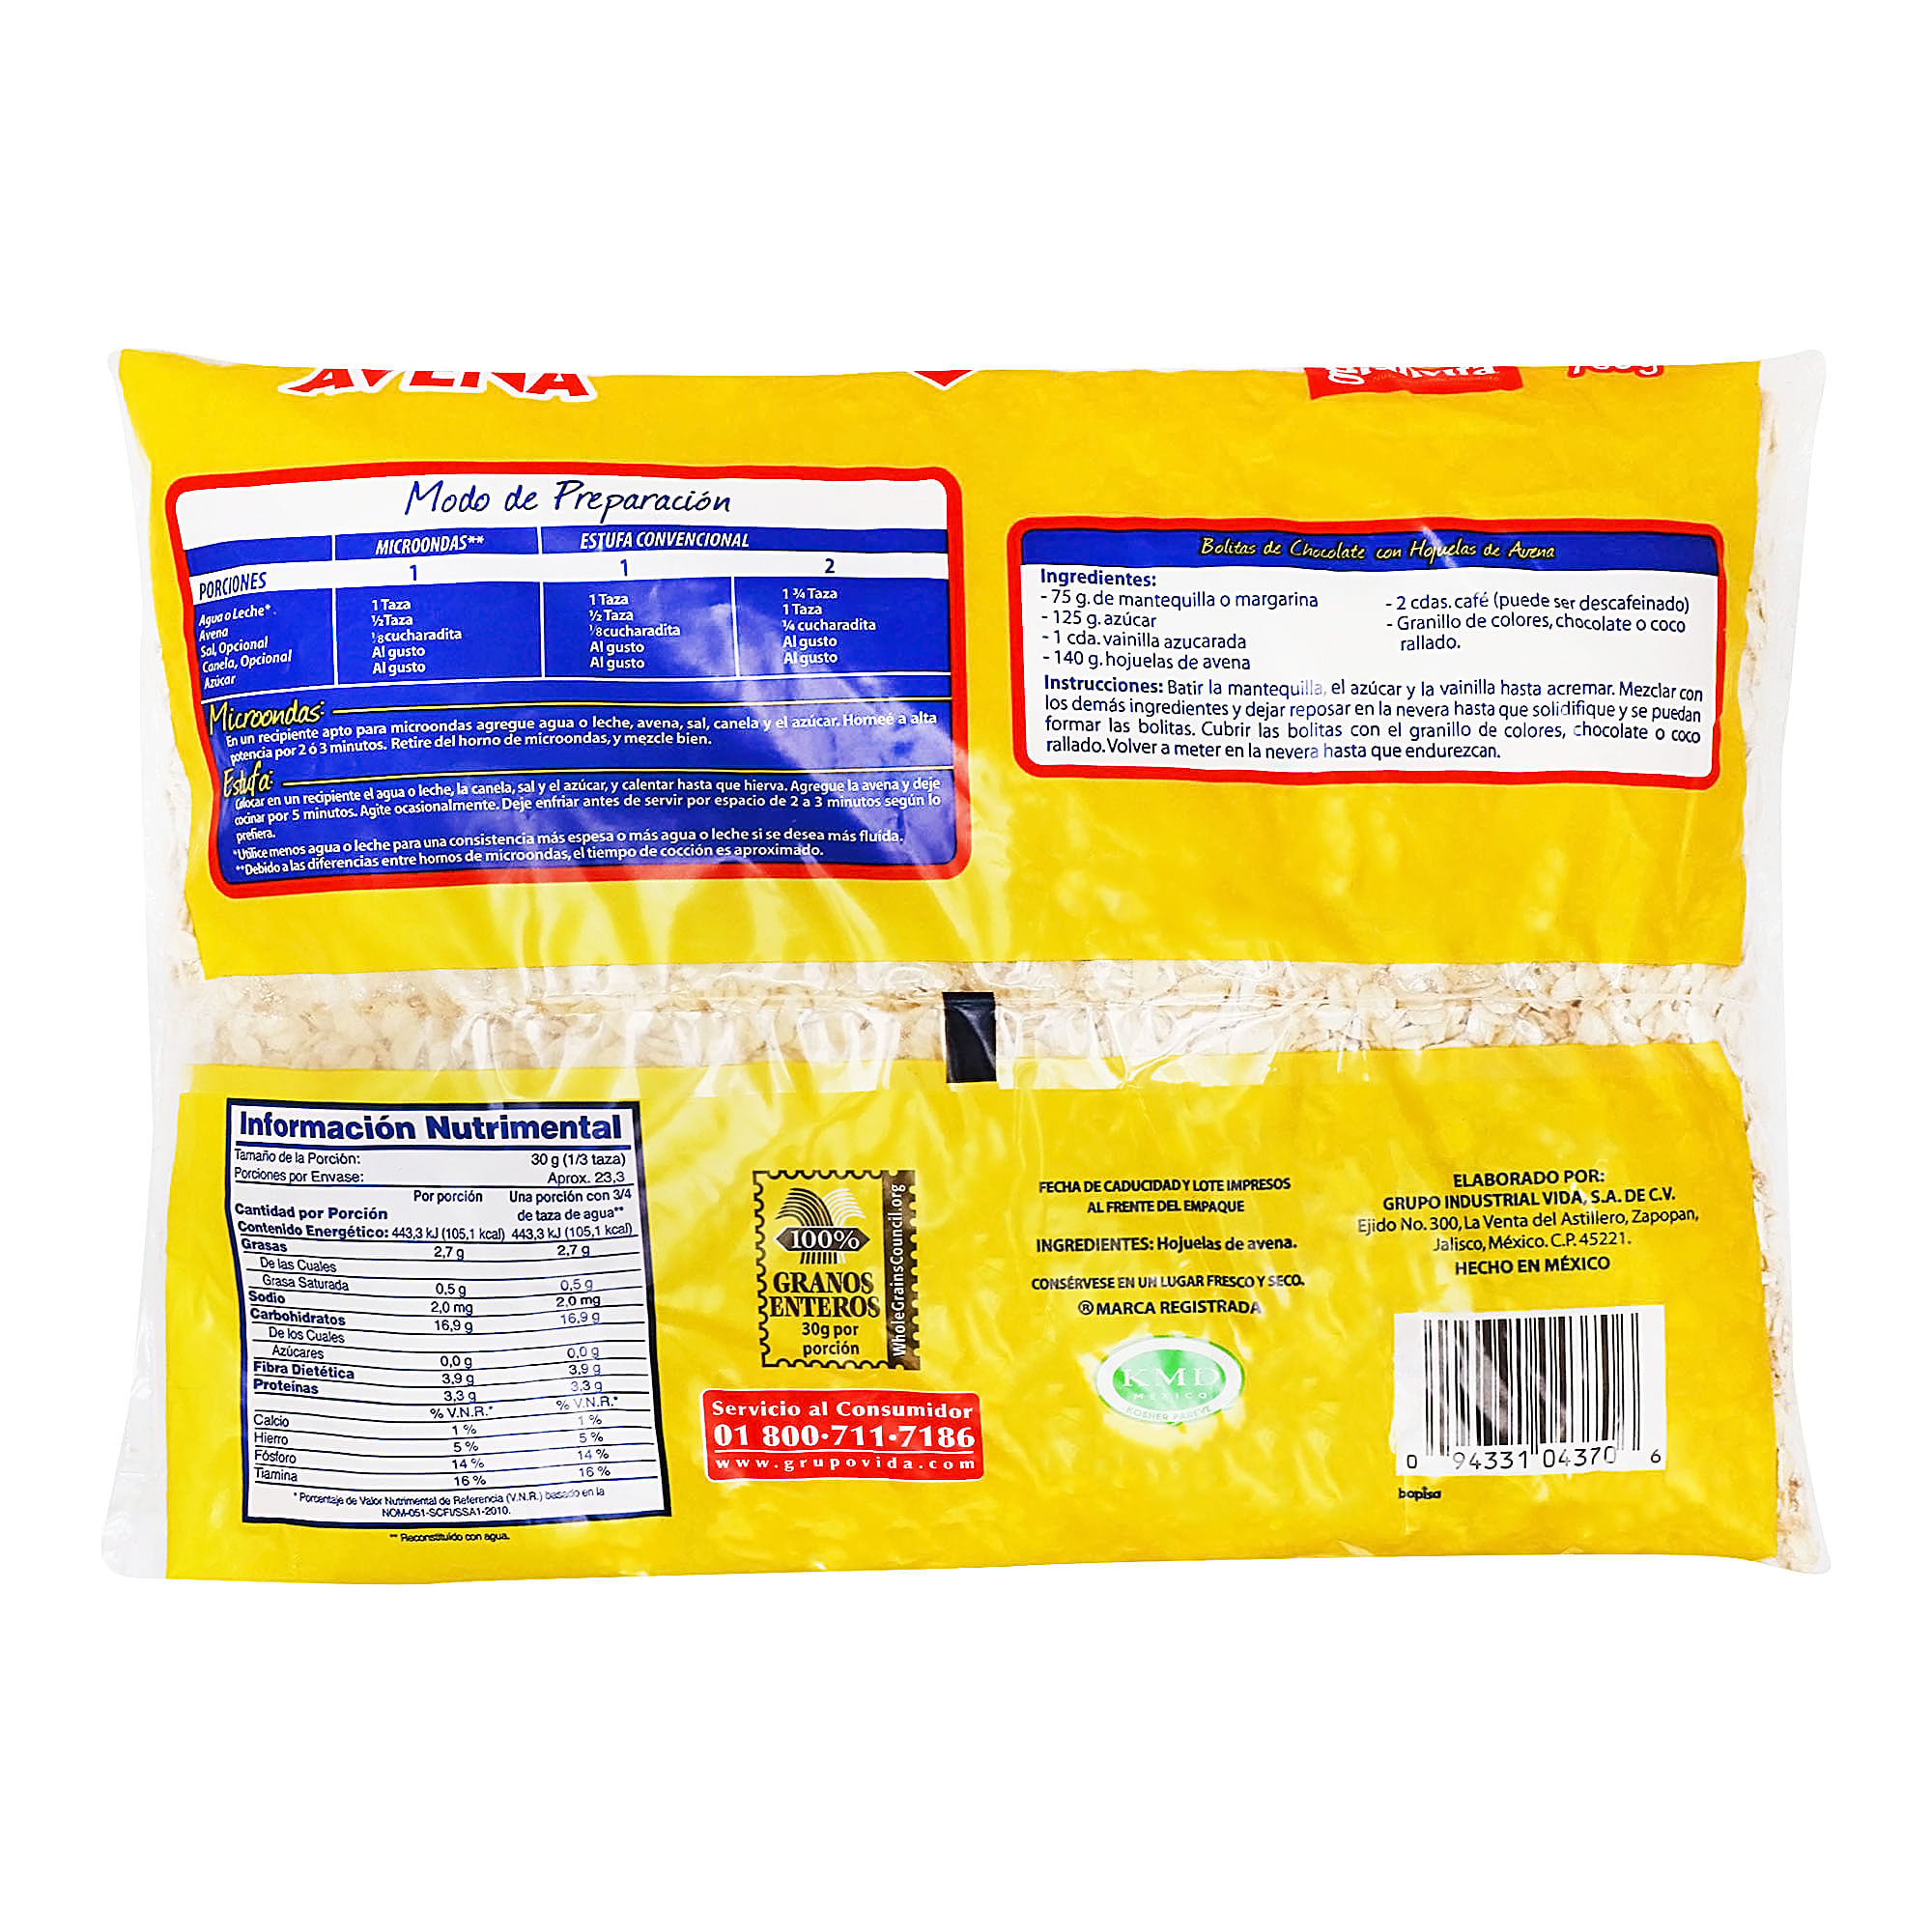 AVENA
granvita
700 g
Modo de Preparación
MICROONDAS** ESTUFA CONVENCIONAL
PORCIONES 1 1 2
Agua o Leche* 1 Taza 1 Taza 1 ¾ Taza
Avena ½Taza ½ Taza 1 Taza
Sal, Opcional ⅛cucharadita ⅛cucharadita ¼ cucharadita
Canela, Opcional Al gusto Al gusto Al gusto
Azúcar Al gusto Al gusto Al gusto
Microondas:
En un recipiente apto para microondas agregue agua o leche, avena, sal, canela y el azúcar. Horneé a alta
potencia por 2 ó 3 minutos. Retire del horno de microondas, y mezcle bien.
Estufa:
Colocar en un recipiente el agua o leche, la canela, sal y el azúcar, y calentar hasta que hierva. Agregue la avena y deje
cocinar por 5 minutos. Agite ocasionalmente. Deje enfriar antes de servir por espacio de 2 a 3 minutos según lo
prefiera.
*Utilice menos agua o leche para una consistencia más espesa o más agua o leche si se desea más fluída.
**Debido a las diferencias entre hornos de microondas, el tiempo de cocción es aproximado.
Bolitas de Chocolate con Hojuelas de Avena
Ingredientes:
- 75 g. de mantequilla o margarina
- 125 g. azúcar
- 1 cda. vainilla azucarada
- 140 g. hojuelas de avena
- 2 cdas. café (puede ser descafeinado)
- Granillo de colores, chocolate o coco
rallado.
Instrucciones: Batir la mantequilla, el azúcar y la vainilla hasta acremar. Mezclar con
los demás ingredientes y dejar reposar en la nevera hasta que solidifique y se puedan
formar las bolitas. Cubrir las bolitas con el granillo de colores, chocolate o coco
rallado. Volver a meter en la nevera hasta que endurezcan.
Información Nutrimental
Tamaño de la Porción: 30 g (1/3 taza)
Porciones por Envase: Aprox. 23,3
Por porción Una porción con 3/4
Cantidad por Porción de taza de agua**
Contenido Energético: 443,3 kJ (105,1 kcal) 443,3 kJ (105,1 kcal)
Grasas 2,7 g 2,7 g
De las Cuales
Grasa Saturada 0,5 g 0,5 g
Sodio 2,0 mg 2,0 mg
Carbohidratos 16,9 g 16,9 g
De los Cuales
Azúcares 0,0 g 0,0 g
Fibra Dietética 3,9 g 3,9 g
Proteínas 3,3 g 3,3 g
% V.N.R.* % V.N.R.*
Calcio 1 % 1 %
Hierro 5 % 5 %
Fósforo 14 % 14 %
Tiamina 16 % 16 %
* Porcentaje de Valor Nutrimental de Referencia (V.N.R.) basado en la
NOM-051-SCFI/SSA1-2010.
** Reconstituido con agua.
100%
GRANOS
ENTEROS
30g por
porción
WholeGrainsCouncil.org
Servicio al Consumidor
01 800·711·7186
www.grupovida.com
FECHA DE CADUCIDAD Y LOTE IMPRESOS
AL FRENTE DEL EMPAQUE
INGREDIENTES: Hojuelas de avena.
CONSÉRVESE EN UN LUGAR FRESCO Y SECO.
® MARCA REGISTRADA
KMD
MEXICO
KOSHER PAREVE
ELABORADO POR:
GRUPO INDUSTRIAL VIDA, S.A. DE C.V.
Ejido No. 300, La Venta del Astillero, Zapopan,
Jalisco, México. C.P. 45221.
HECHO EN MÉXICO
0 94331 04370 6
bopisa